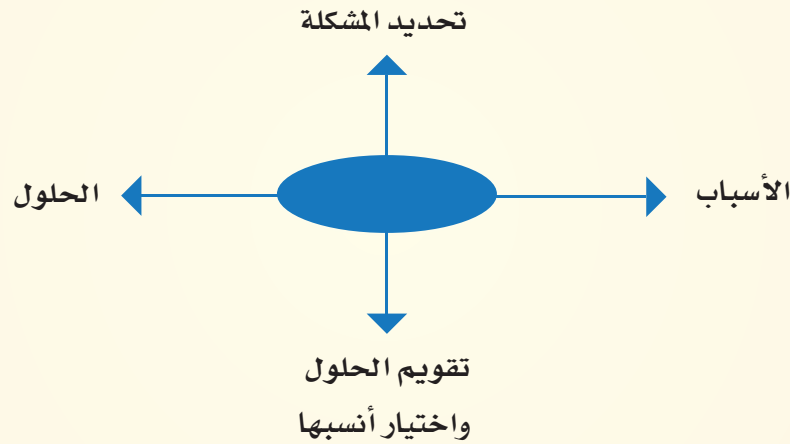 تحديد المشكلة
الأسباب
الحلول
تقويم الحلول
واختيار أنسبها